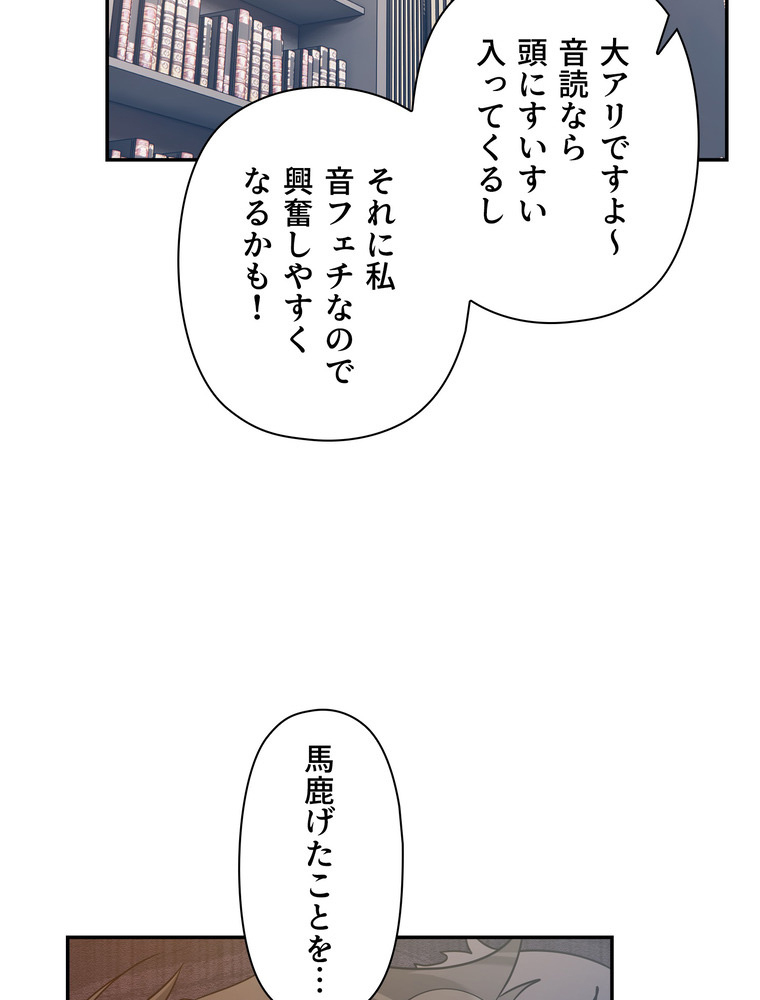 大アリですよ～
音読なら
頭にすいすい
入ってくるし
それに私
音フェチなので
興奮しやすく
なるかも！
馬鹿げたことを…